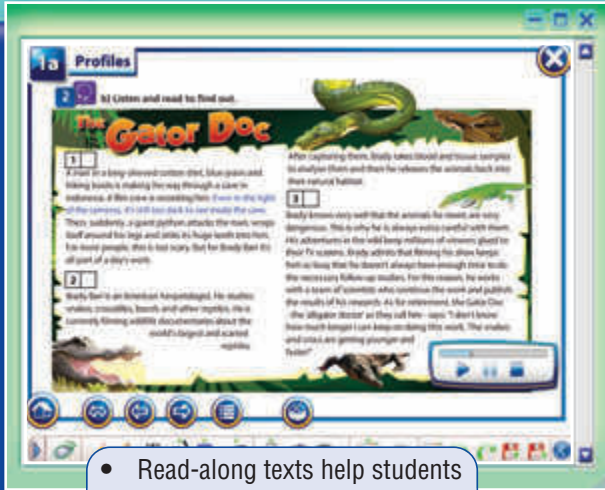 1a Profiles
2 b) Listen and read to find out.
The Gator Doc
1
A man in a long-sleeved cotton shirt, blue jeans and
hiking boots is making his way through a cave in
Indonesia. A film crew is recording him. Even in the light
of the cameras, it's still too dark to see inside the cave.
Then, suddenly, a giant python attacks the man, wraps
itself around his legs and sinks its huge teeth into him.
For most people, this is too scary. But for Brady Barr it's
all part of a day's work.
2
Brady Barr is an American herpetologist. He studies
snakes, crocodiles, lizards and other reptiles. He is
currently filming wildlife documentaries about the
world's largest and scariest
reptiles.
After capturing them, Brady takes blood and tissue samples
to analyse them and then he releases the animals back into
their natural habitat.
3
Brady knows very well that the animals he meets are very
dangerous. This is why he is always extra careful with them.
His adventures in the wild keep millions of viewers glued to
their TV screens. Brady admits that filming his show keeps
him so busy that he doesn't always have enough time to do
the necessary follow-up studies. For this reason, he works
with a team of scientists who continue the work and publish
the results of his research. As for retirement, the Gator Doc
- 'the alligator doctor' as they call him - says: "I don't know
how much longer I can keep on doing this work. The snakes
and crocs are getting younger and
faster!"
• Read-along texts help students